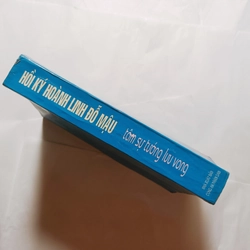 HỒI KÝ HOÀNH LINH ĐỖ MẬU
tâm sự tướng lưu vong